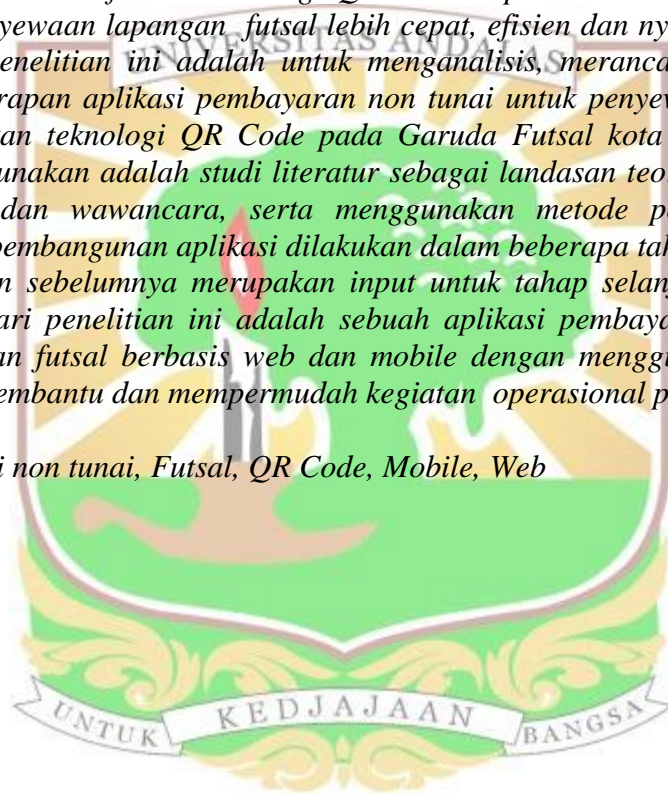 QR
yewaan lapangan futsal lebih cepat, efisien dan ny
UNIVERSITAS ANDALAS
enelitian ini adalah untuk menganalisis, meranca
rapan aplikasi pembayaran non tunai untuk penyev
an teknologi QR Code pada Garuda Futsal kota
unakan adalah studi literatur sebagai landasan teo
dan wawancara, serta menggunakan metode p
pembangunan aplikasi dilakukan dalam beberapa tah
n sebelumnya merupakan input untuk tahap selan
ari penelitian ini adalah sebuah aplikasi pembaya
an futsal berbasis web dan mobile dengan menggu
embantu dan mempermudah kegiatan operasional p
i non tunai, Futsal, QR Code, Mobile, Web
UNTUK KEDJAJAAN BANGSA